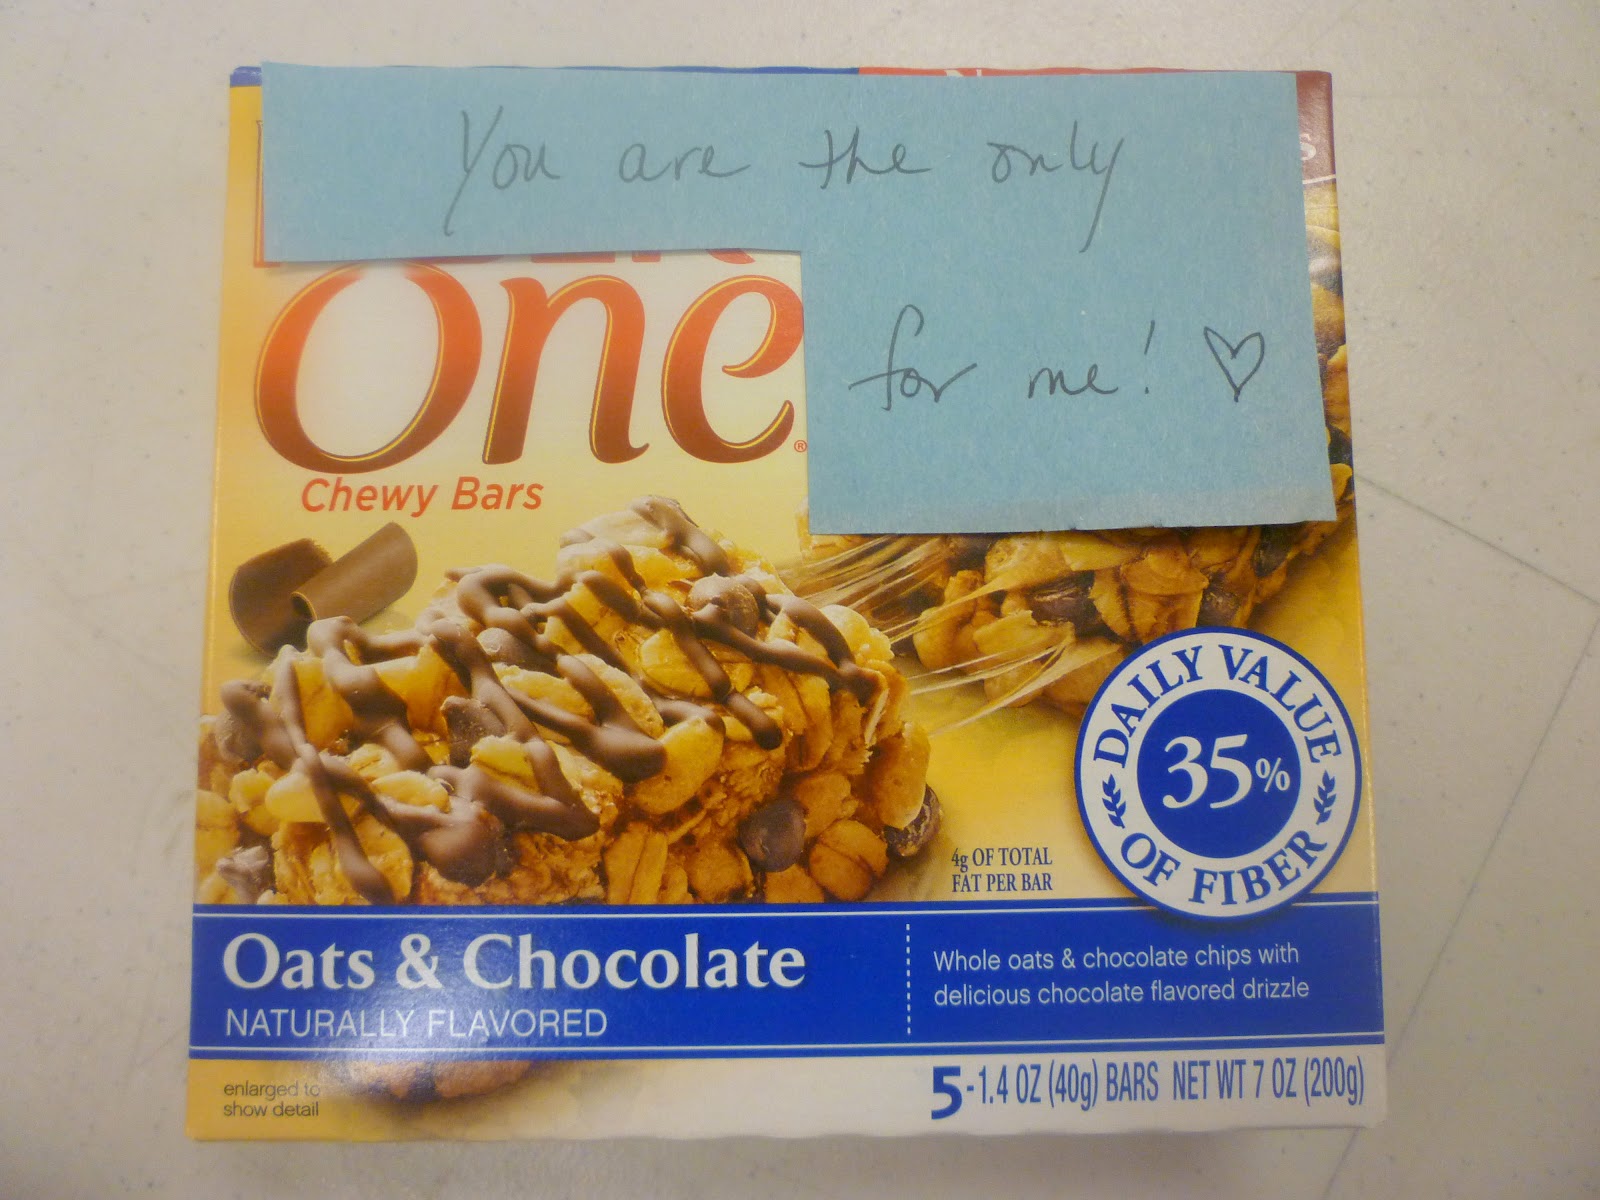 You are the only
One®
for me! ♡
Chewy Bars
DAILY VALUE
35%
OF FIBER
4g OF TOTAL
FAT PER BAR
Oats & Chocolate
NATURALLY FLAVORED
Whole oats & chocolate chips with
delicious chocolate flavored drizzle
enlarged to
show detail
5-1.4 OZ (40g) BARS NET WT 7 OZ (200g)